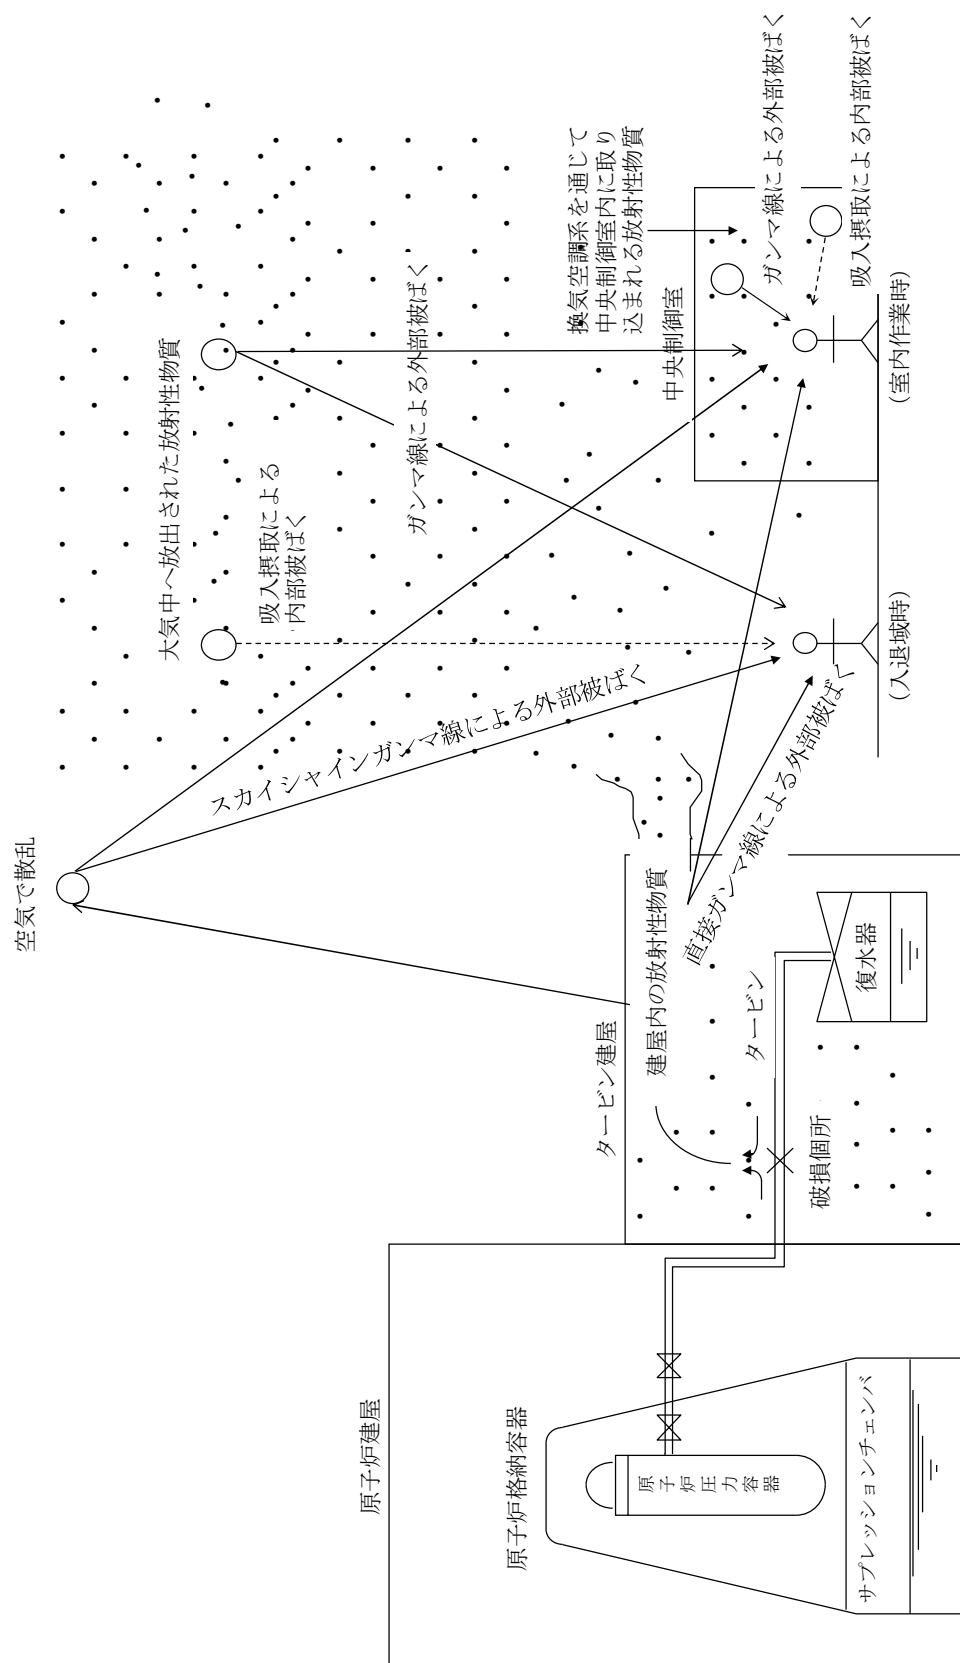 空気で散乱
大気中へ放出された放射性物質
吸入摂取による
内部被ばく
ガンマ線による外部被ばく
スカイシャインガンマ線による外部被ばく
換気空調系を通じて
中央制御室内に取り
込まれる放射性物質
中央制御室
ガンマ線による外部被ばく
吸入摂取による内部被ばく
(室内作業時)
(入退域時)
直接ガンマ線による外部被ばく
建屋内の放射性物質
タービン建屋
タービン
復水器
破損個所
原子炉建屋
原子炉格納容器
原子炉圧力容器
サプレッションチェンバ